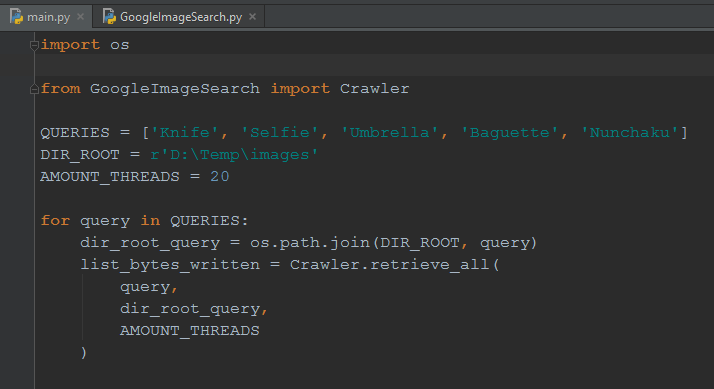 main.py × GoogleImageSearch.py ×
import os
from GoogleImageSearch import Crawler
QUERIES = ['Knife', 'Selfie', 'Umbrella', 'Baguette', 'Nunchaku']
DIR_ROOT = r'D:\Temp\images'
AMOUNT_THREADS = 20
for query in QUERIES:
    dir_root_query = os.path.join(DIR_ROOT, query)
    list_bytes_written = Crawler.retrieve_all(
        query,
        dir_root_query,
        AMOUNT_THREADS
    )